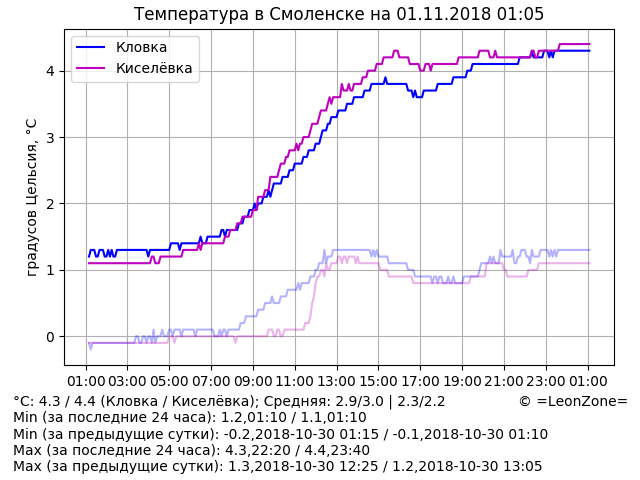 Температура в Смоленске на 01.11.2018 01:05
Кловка
Киселёвка
градусов Цельсия, °C
4
3
2
1
0
01:00 03:00 05:00 07:00 09:00 11:00 13:00 15:00 17:00 19:00 21:00 23:00 01:00
°C: 4.3 / 4.4 (Кловка / Киселёвка); Средняя: 2.9/3.0 | 2.3/2.2 © =LeonZone=
Min (за последние 24 часа): 1.2,01:10 / 1.1,01:10
Min (за предыдущие сутки): -0.2,2018-10-30 01:15 / -0.1,2018-10-30 01:10
Max (за последние 24 часа): 4.3,22:20 / 4.4,23:40
Max (за предыдущие сутки): 1.3,2018-10-30 12:25 / 1.2,2018-10-30 13:05